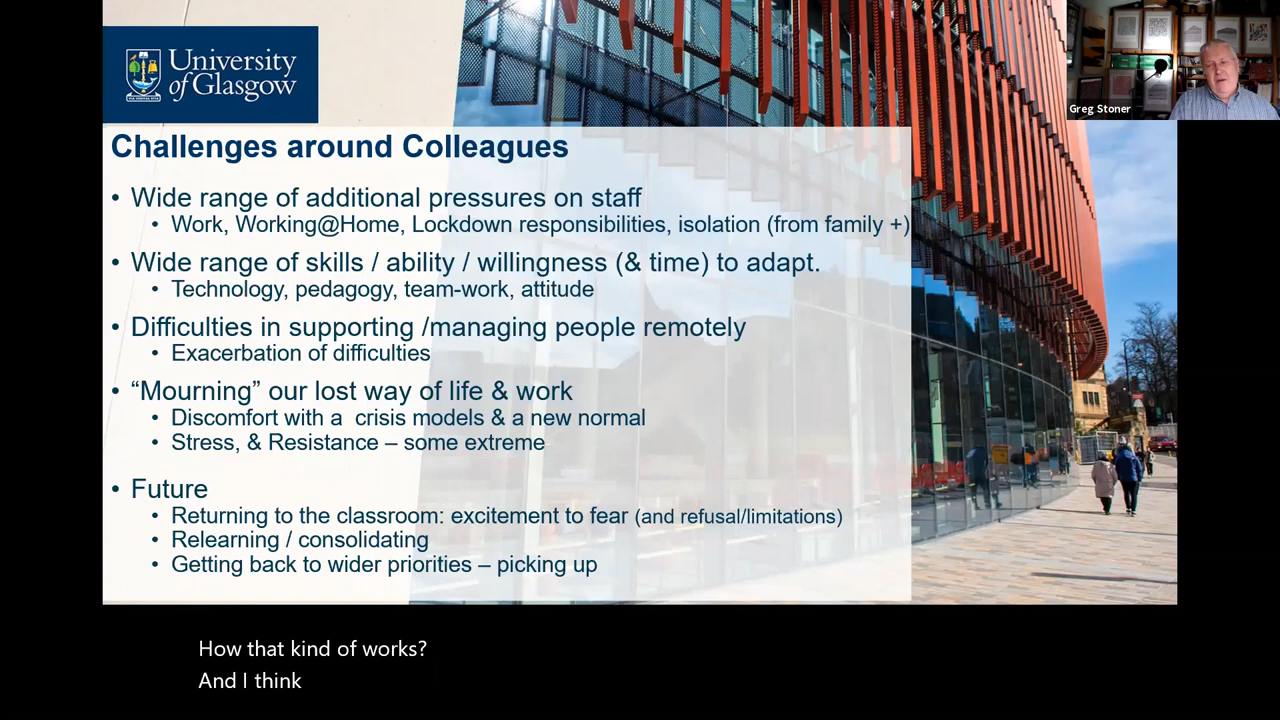 University
of Glasgow
Greg Stoner
Challenges around Colleagues
• Wide range of additional pressures on staff
• Work, Working@Home, Lockdown responsibilities, isolation (from family +)
• Wide range of skills / ability / willingness (& time) to adapt.
• Technology, pedagogy, team-work, attitude
• Difficulties in supporting /managing people remotely
• Exacerbation of difficulties
• “Mourning” our lost way of life & work
• Discomfort with a crisis models & a new normal
• Stress, & Resistance – some extreme
• Future
• Returning to the classroom: excitement to fear (and refusal/limitations)
• Relearning / consolidating
• Getting back to wider priorities – picking up
How that kind of works?
And I think